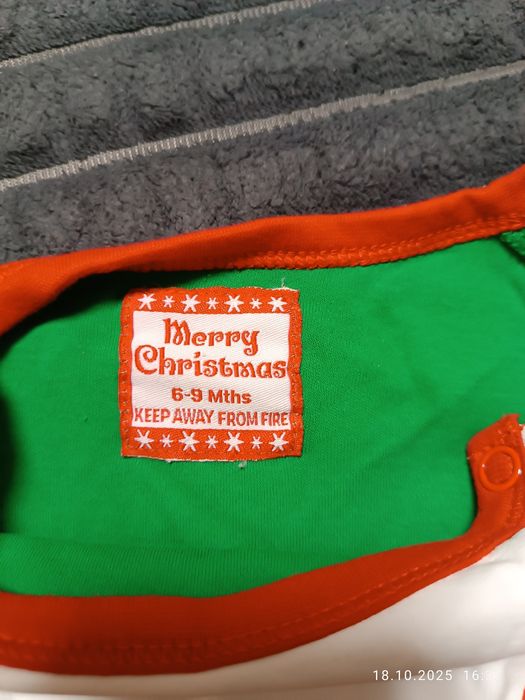 Merry
Christmas
6-9 Mths
KEEP AWAY FROM FIRE
18.10.2025